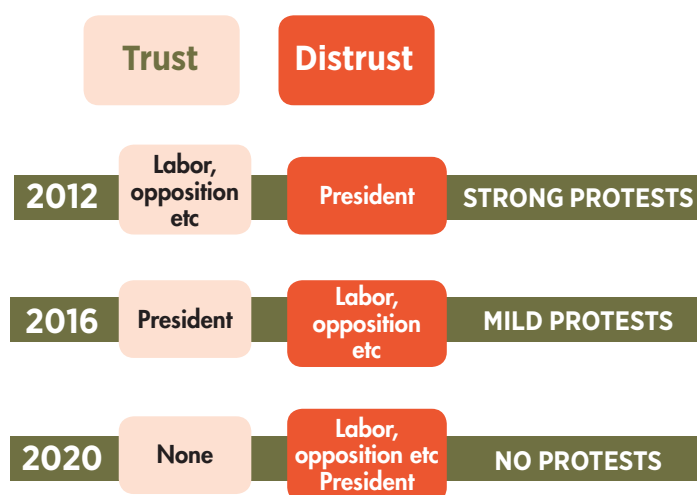 Trust
Distrust
2012
Labor,
opposition
etc
President
STRONG PROTESTS
2016
President
Labor,
opposition
etc
MILD PROTESTS
2020
None
Labor,
opposition etc
President
NO PROTESTS